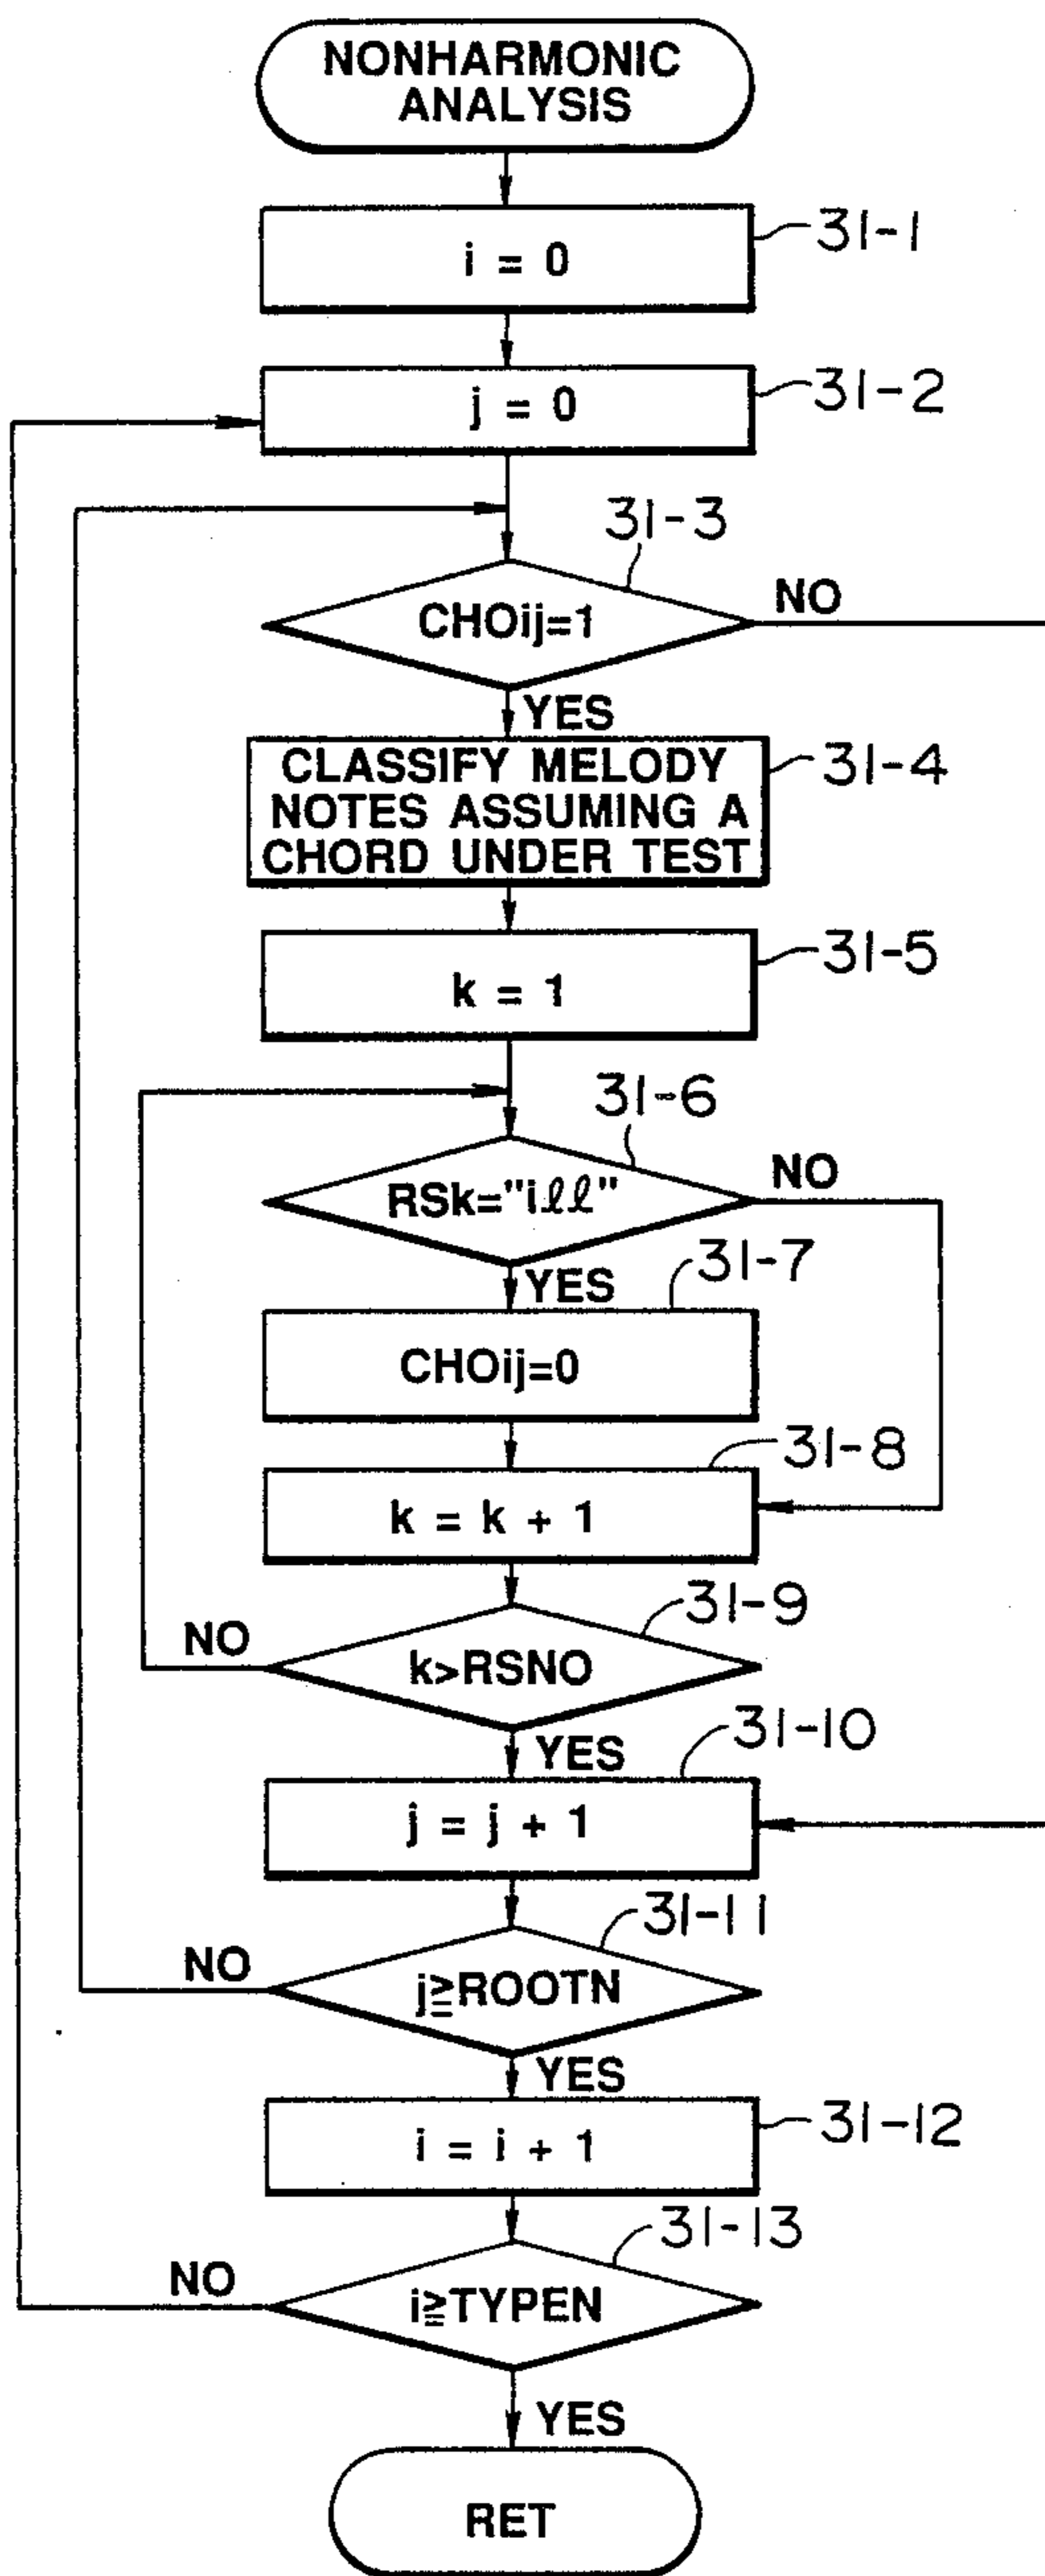 NONHARMONIC
ANALYSIS
31-1
i = 0
31-2
j = 0
31-3
CHOij=1
NO
YES
31-4
CLASSIFY MELODY
NOTES ASSUMING A
CHORD UNDER TEST
31-5
k = 1
31-6
RSk="ill"
NO
YES
31-7
CHOij=0
31-8
k = k + 1
31-9
NO
k>RSNO
YES
31-10
j = j + 1
31-11
NO
j≧ROOTN
YES
31-12
i = i + 1
31-13
NO
i≧TYPEN
YES
RET